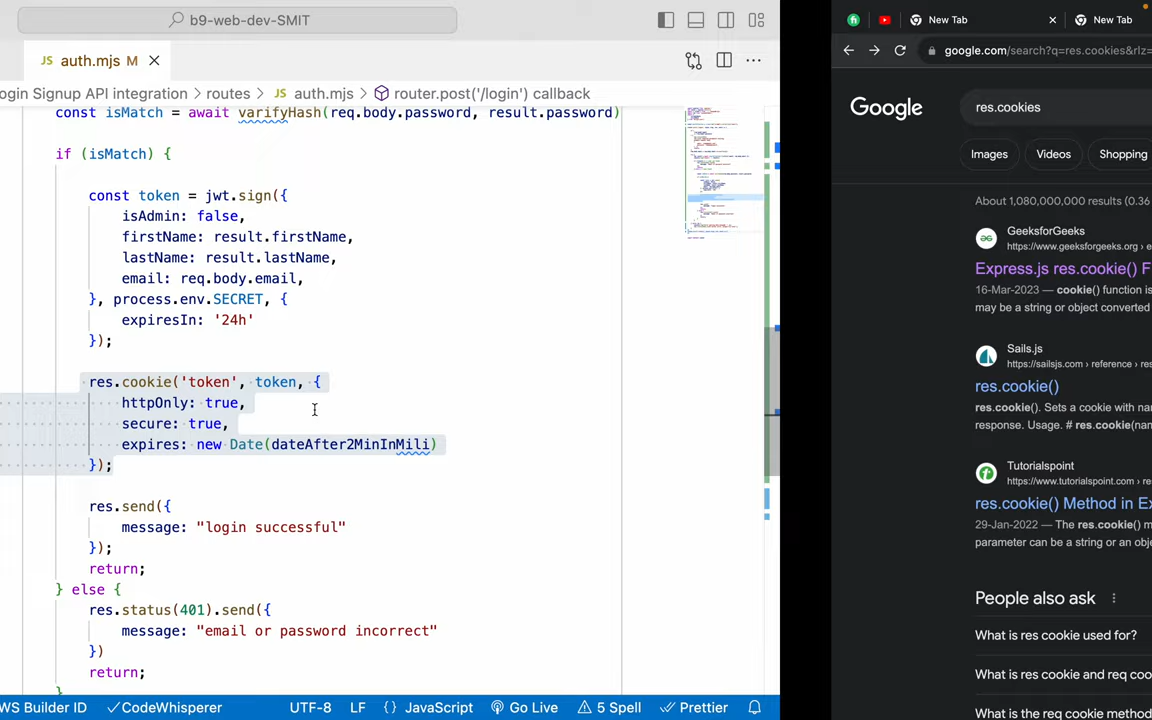 b9-web-dev-SMIT
JS auth.mjs M
ogin Signup API integration > routes > JS auth.mjs > router.post('/login') callback
const isMatch = await varifyHash(req.body.password, result.password)
if (isMatch) {
const token = jwt.sign({
isAdmin: false,
firstName: result.firstName,
lastName: result.lastName,
email: req.body.email,
}, process.env.SECRET, {
expiresIn: '24h'
});
res.cookie('token', token, {
httpOnly: true,
secure: true,
expires: new Date(dateAfter2MinInMili)
});
res.send({
message: "login successful"
});
return;
} else {
res.status(401).send({
message: "email or password incorrect"
})
return;
}
WS Builder ID CodeWhisperer UTF-8 LF {} JavaScript Go Live 5 Spell Prettier
New Tab New Tab
google.com/search?q=res.cookies&rlz=
Google res.cookies
Images Videos Shopping
About 1,080,000,000 results (0.36
GeeksforGeeks
https://www.geeksforgeeks.org › e
Express.js res.cookie() F
16-Mar-2023 — cookie() function is
may be a string or object converted
Sails.js
https://sailsjs.com › reference › res
res.cookie()
res.cookie(). Sets a cookie with nam
response. Usage. # res.cookie(nam
Tutorialspoint
https://www.tutorialspoint.com › re
res.cookie() Method in Ex
29-Jan-2022 — The res.cookie() m
parameter can be a string or an obje
People also ask
What is res cookie used for?
What is res cookie and req coo
What is the req cookie method